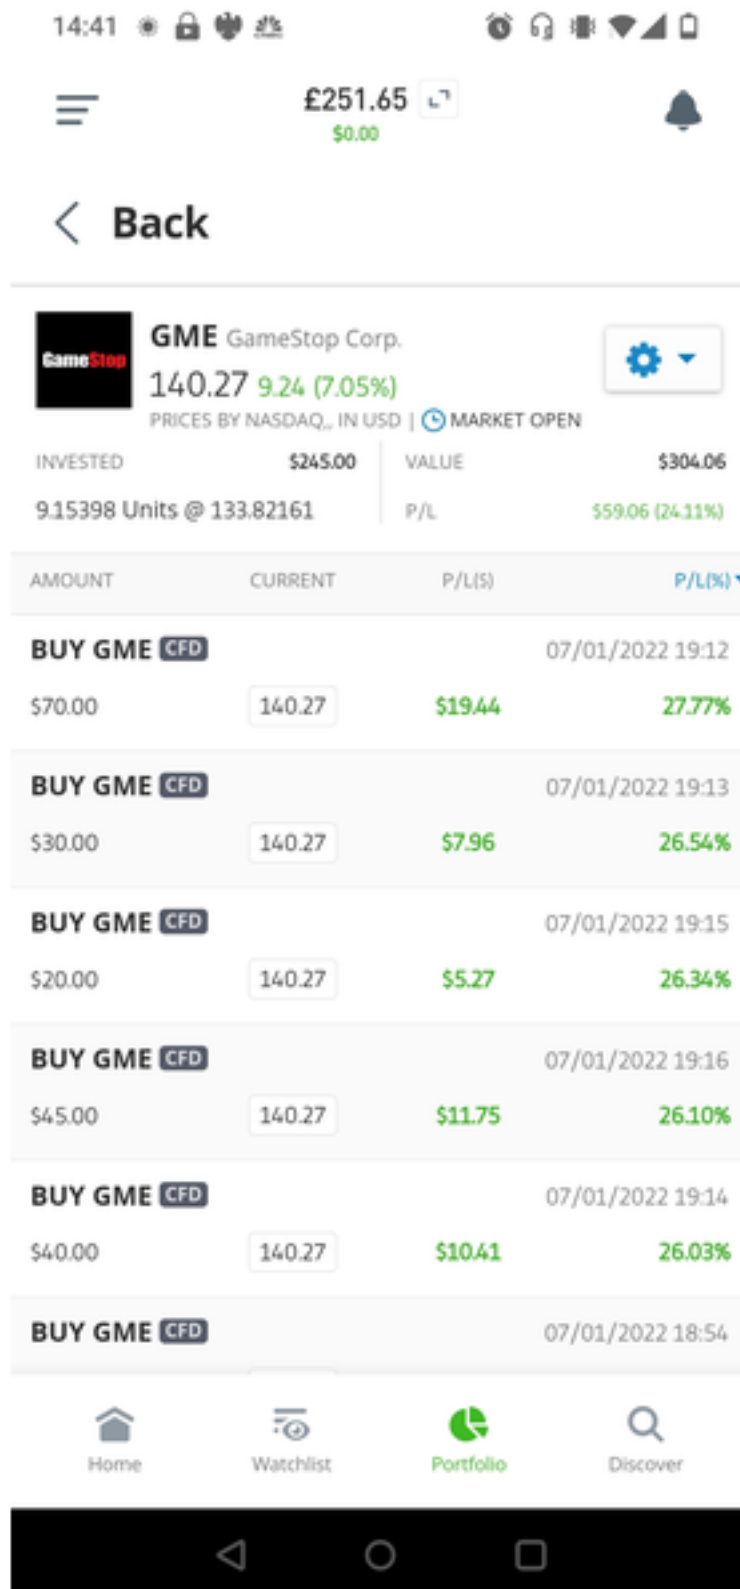 14:41
£251.65
$0.00
Back
GameStop
GME GameStop Corp.
140.27 9.24 (7.05%)
PRICES BY NASDAQ,, IN USD | MARKET OPEN
INVESTED $245.00 VALUE $304.06
9.15398 Units @ 133.82161 P/L $59.06 (24.11%)
AMOUNT CURRENT P/L($) P/L(%)
BUY GME CFD 07/01/2022 19:12
$70.00 140.27 $19.44 27.77%
BUY GME CFD 07/01/2022 19:13
$30.00 140.27 $7.96 26.54%
BUY GME CFD 07/01/2022 19:15
$20.00 140.27 $5.27 26.34%
BUY GME CFD 07/01/2022 19:16
$45.00 140.27 $11.75 26.10%
BUY GME CFD 07/01/2022 19:14
$40.00 140.27 $10.41 26.03%
BUY GME CFD 07/01/2022 18:54
Home Watchlist Portfolio Discover